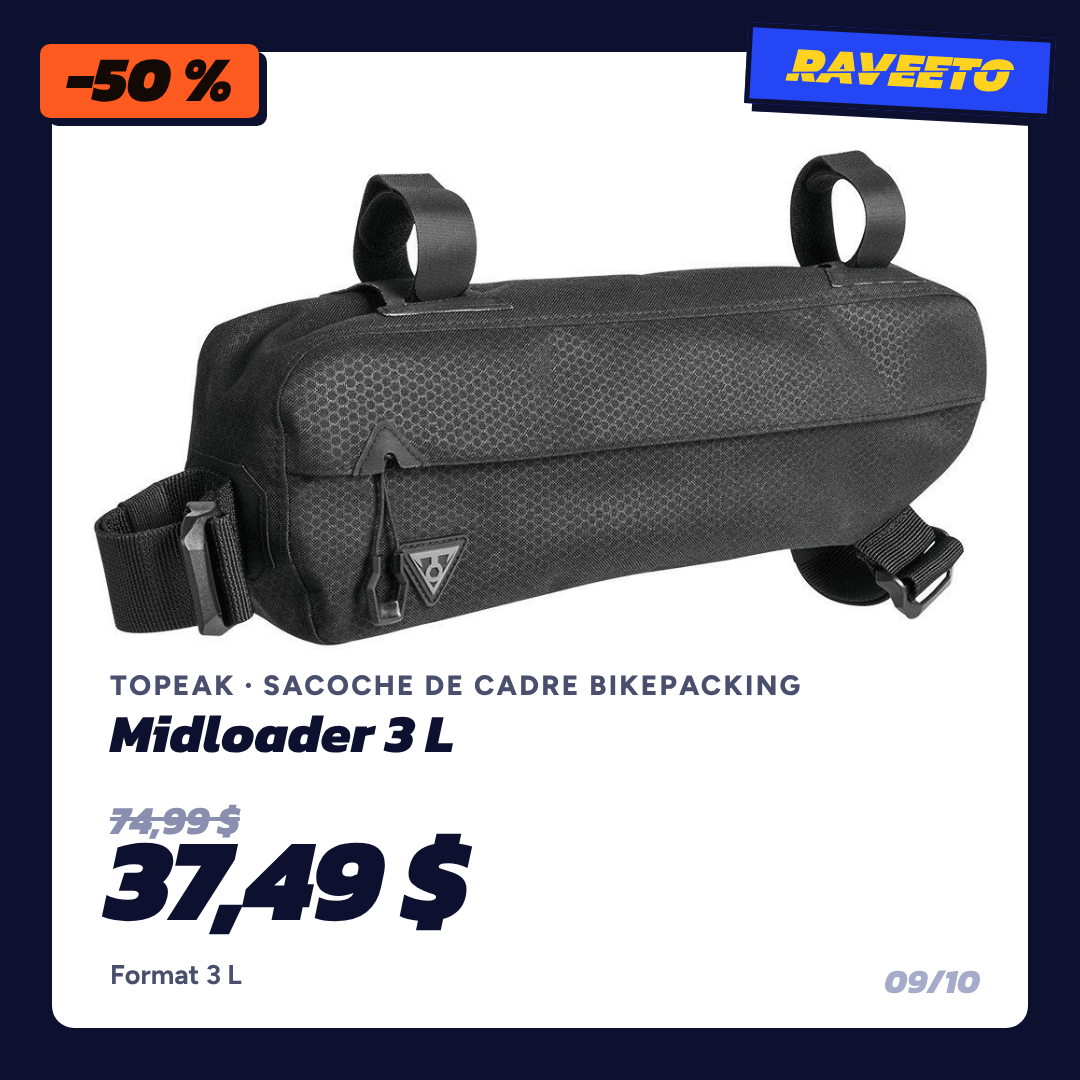 -50 %
RAVEETO
TOPEAK · SACOCHE DE CADRE BIKEPACKING
Midloader 3 L
74,99 $
37,49 $
Format 3 L
09/10